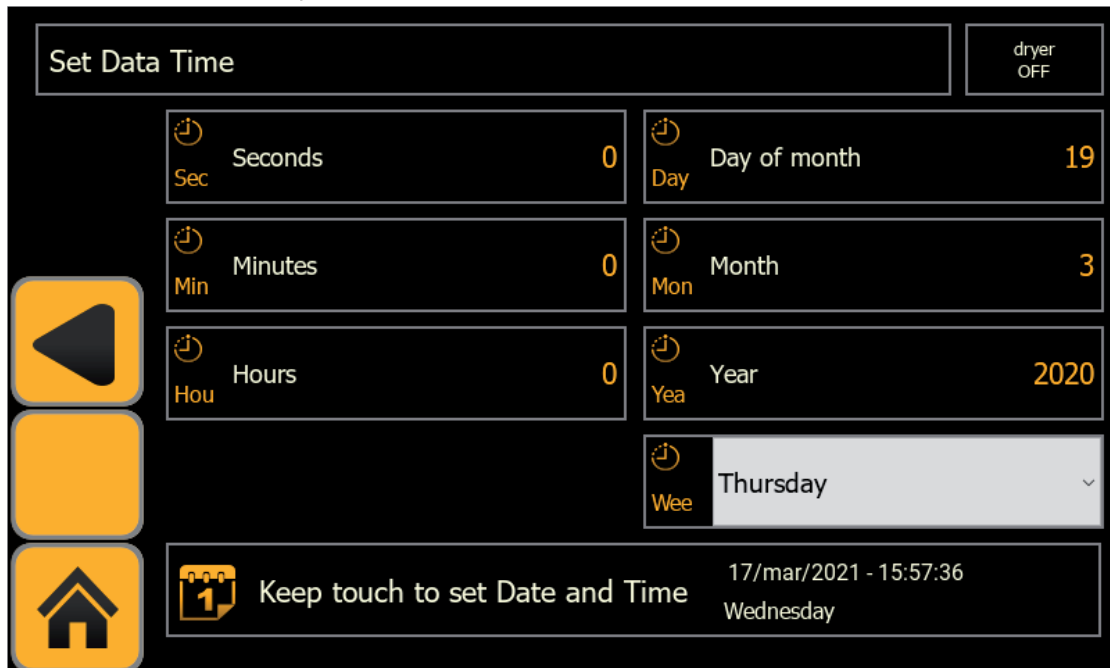 Set Data Time
dryer
OFF
Sec
Seconds
0
Day
Day of month
19
Min
Minutes
0
Mon
Month
3
Hou
Hours
0
Yea
Year
2020
Wee
Thursday
1
Keep touch to set Date and Time
17/mar/2021 - 15:57:36
Wednesday